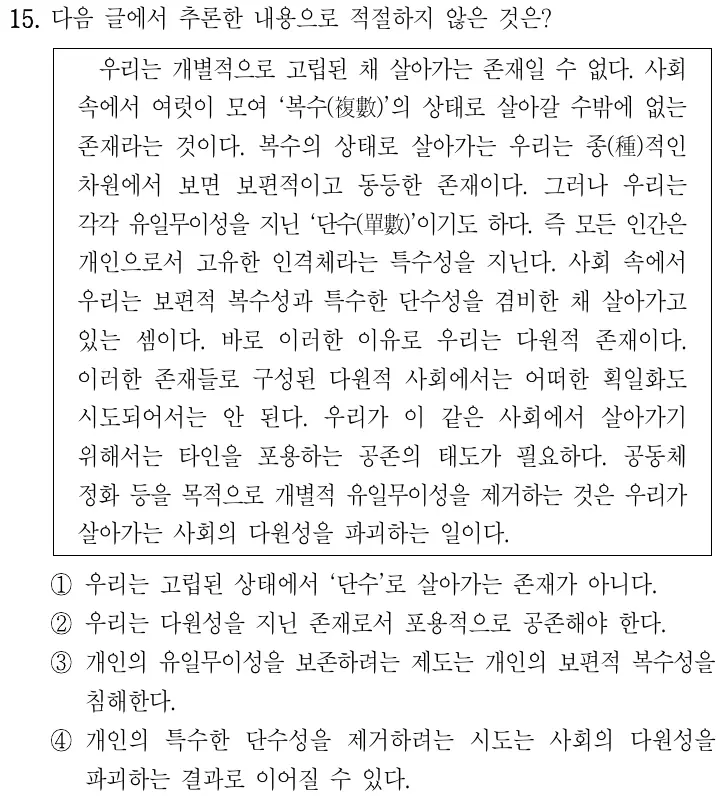 15. 다음 글에서 추론한 내용으로 적절하지 않은 것은?
우리는 개별적으로 고립된 채 살아가는 존재일 수 없다. 사회
속에서 여럿이 모여 ‘복수(複數)’의 상태로 살아갈 수밖에 없는
존재라는 것이다. 복수의 상태로 살아가는 우리는 종(種)적인
차원에서 보면 보편적이고 동등한 존재이다. 그러나 우리는
각각 유일무이성을 지닌 ‘단수(單數)’이기도 하다. 즉 모든 인간은
개인으로서 고유한 인격체라는 특수성을 지닌다. 사회 속에서
우리는 보편적 복수성과 특수한 단수성을 겸비한 채 살아가고
있는 셈이다. 바로 이러한 이유로 우리는 다원적 존재이다.
이러한 존재들로 구성된 다원적 사회에서는 어떠한 획일화도
시도되어서는 안 된다. 우리가 이 같은 사회에서 살아가기
위해서는 타인을 포용하는 공존의 태도가 필요하다. 공동체
정화 등을 목적으로 개별적 유일무이성을 제거하는 것은 우리가
살아가는 사회의 다원성을 파괴하는 일이다.
① 우리는 고립된 상태에서 ‘단수’로 살아가는 존재가 아니다.
② 우리는 다원성을 지닌 존재로서 포용적으로 공존해야 한다.
③ 개인의 유일무이성을 보존하려는 제도는 개인의 보편적 복수성을
침해한다.
④ 개인의 특수한 단수성을 제거하려는 시도는 사회의 다원성을
파괴하는 결과로 이어질 수 있다.